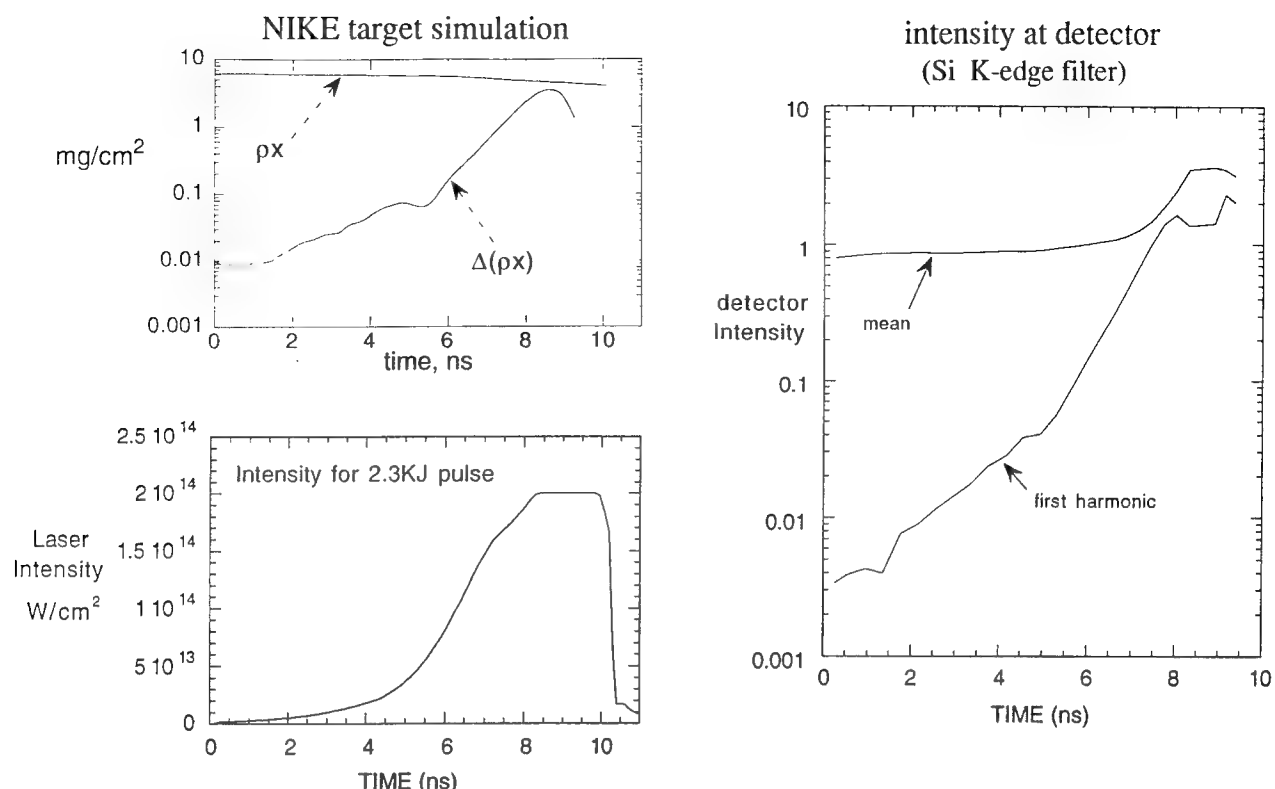 NIKE target simulation
10
1
mg/cm²
ρx
0.1
0.01
Δ(ρx)
0.001
0 2 4 6 8 10
time, ns
2.5 10¹⁴
Intensity for 2.3KJ pulse
2 10¹⁴
Laser
Intensity
W/cm²
1.5 10¹⁴
1 10¹⁴
5 10¹³
0
0 2 4 6 8 10
TIME (ns)
intensity at detector
(Si K-edge filter)
10
1
detector
Intensity
mean
0.1
first harmonic
0.01
0.001
0 2 4 6 8 10
TIME (ns)